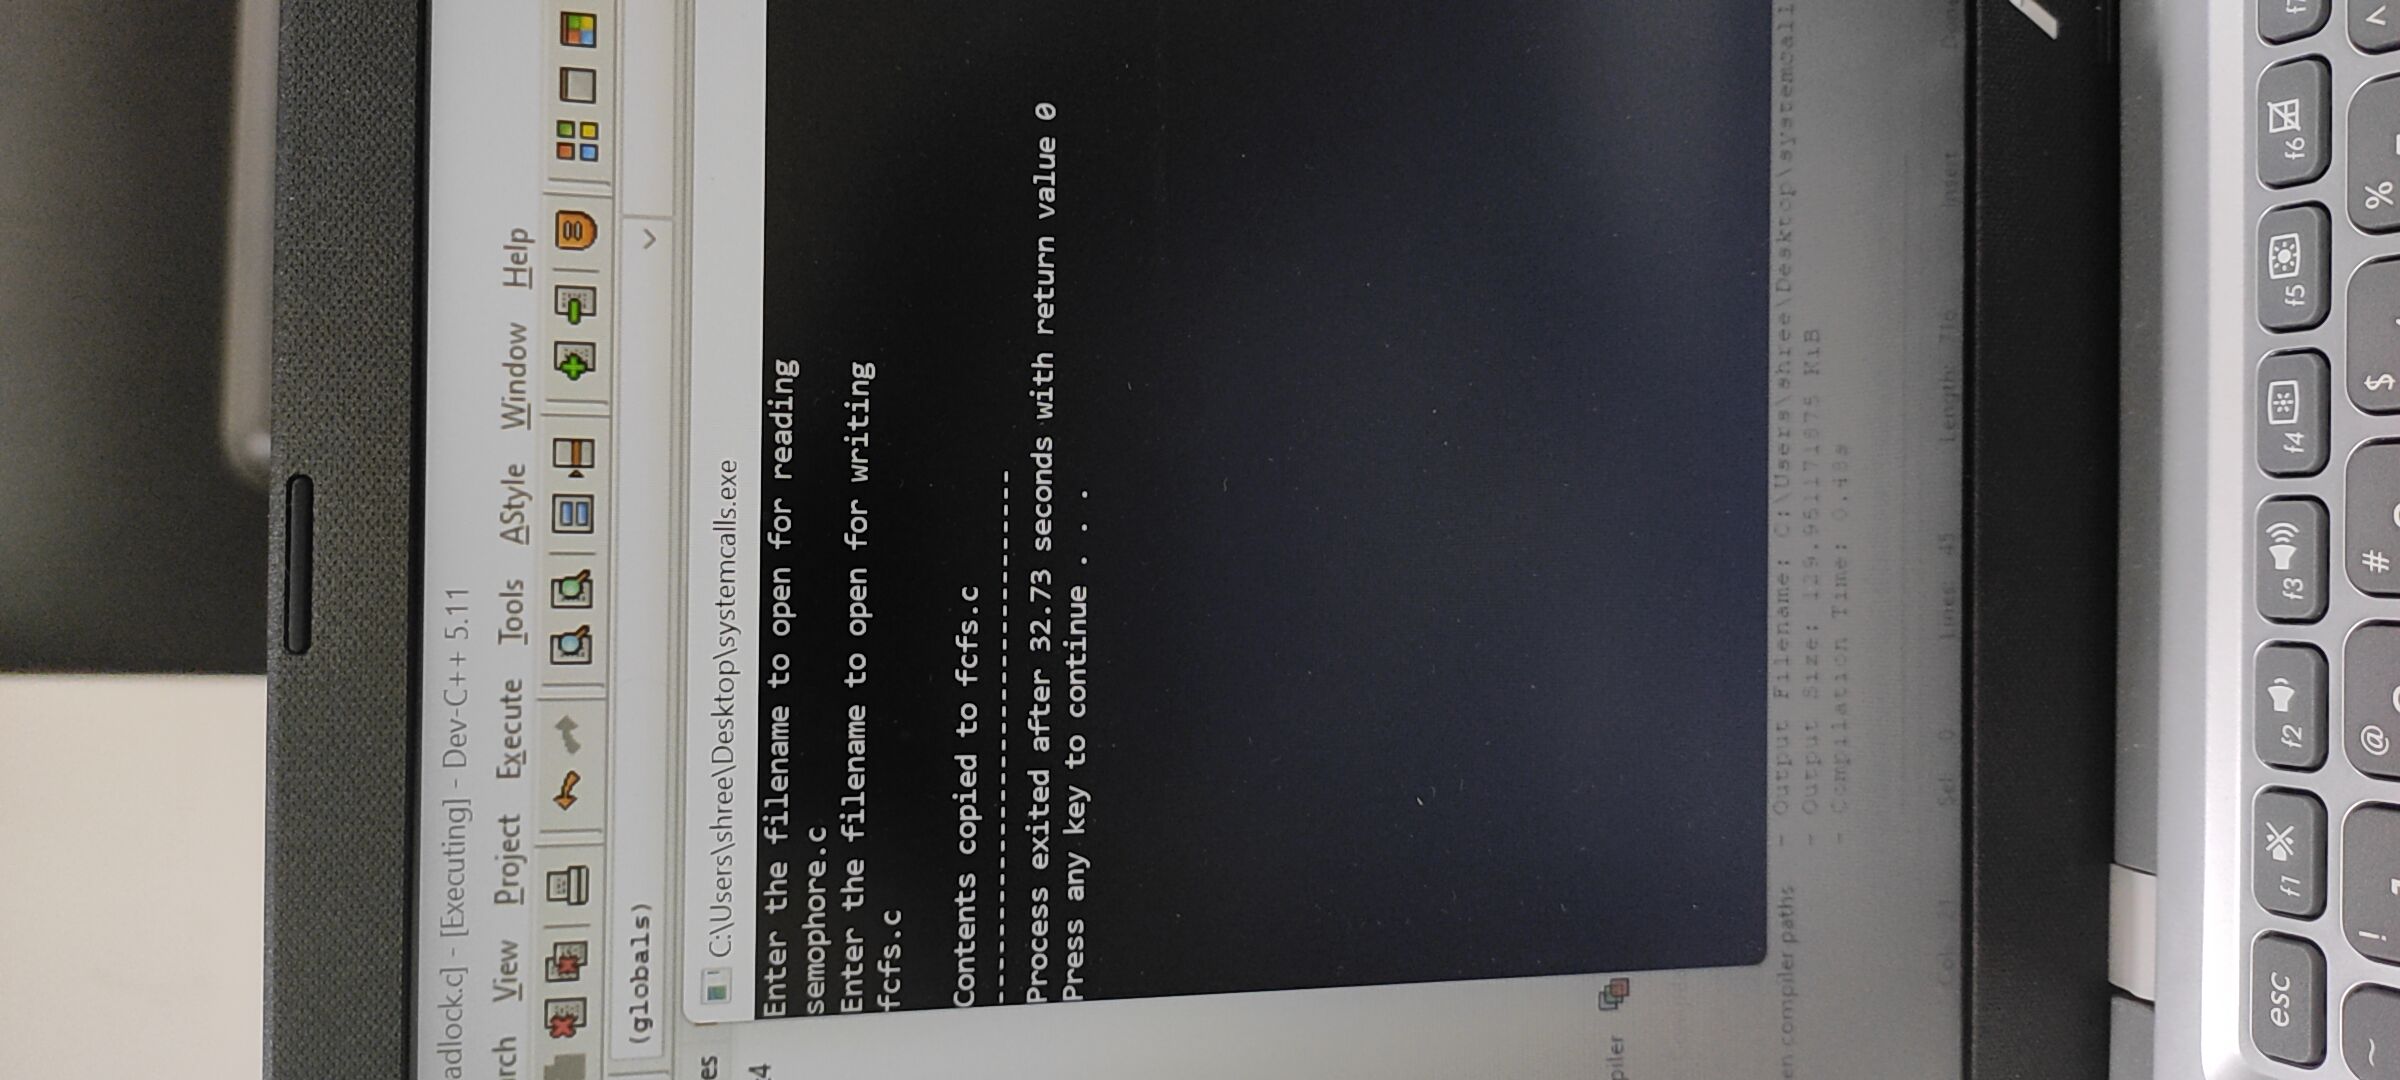 adlock.c] - [Executing] - Dev-C++ 5.11
rch View Project Execute Tools AStyle Window Help
(globals)
es
C:\Users\shree\Desktop\systemcalls.exe
4
Enter the filename to open for reading
semophore.c
Enter the filename to open for writing
fcfs.c
Contents copied to fcfs.c
--------------------------------
Process exited after 32.73 seconds with return value 0
Press any key to continue . . .
piler
en compiler paths
- Output Filename: C:\Users\shree\Desktop\systemcall
- Output Size: 129.951171875 KiB
- Compilation Time: 0.48s
Sel: 0 Lines: 45 Length: 716 Insert Done
esc f1 f2 f3 f4 f5 f6
~ ! @ # $ % ^